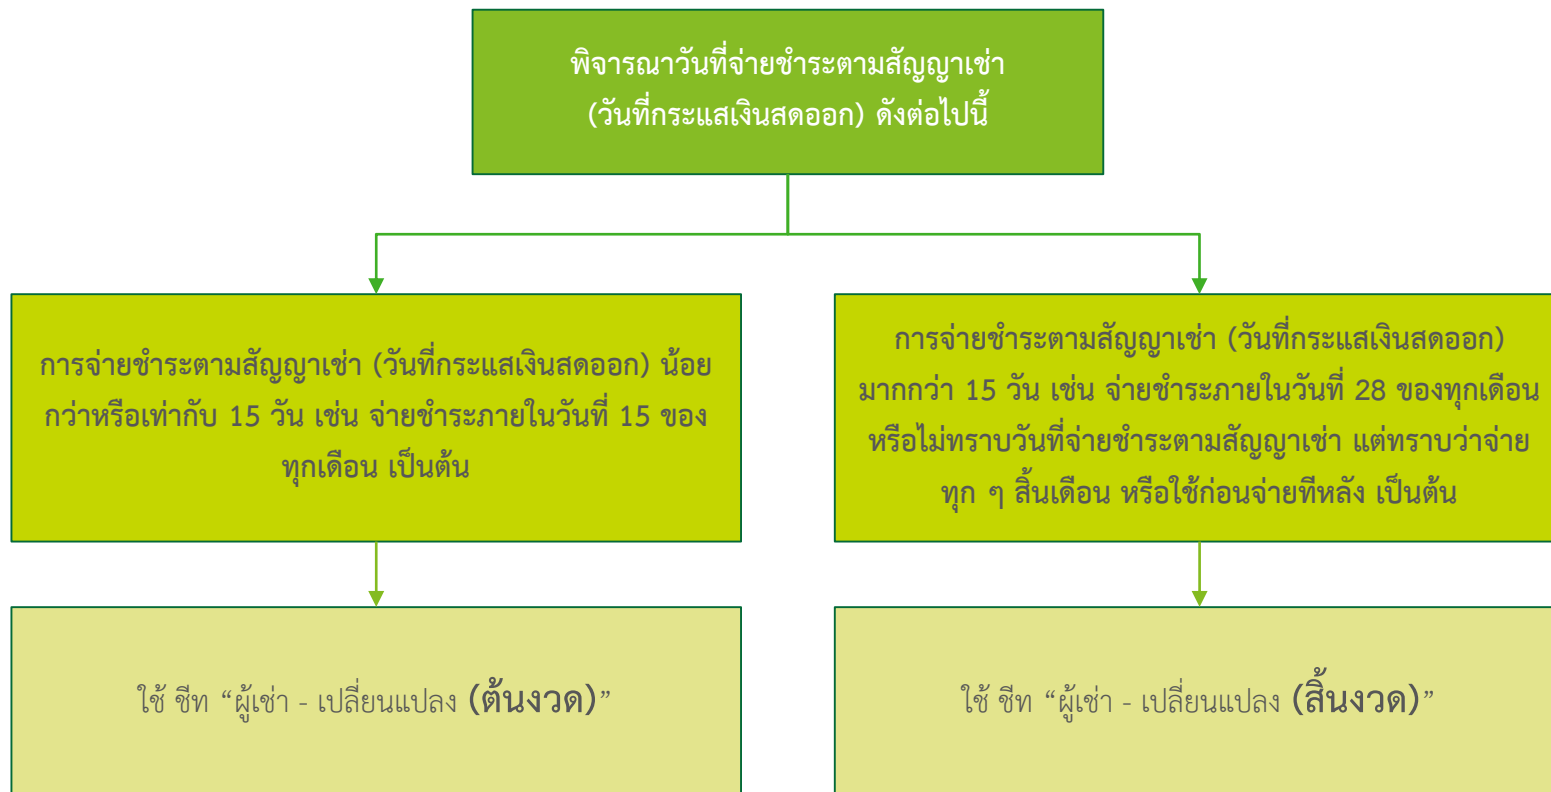 พิจารณาวันที่จ่ายชำระตามสัญญาเช่า
(วันที่กระแสเงินสดออก) ดังต่อไปนี้
การจ่ายชำระตามสัญญาเช่า (วันที่กระแสเงินสดออก) น้อย
กว่าหรือเท่ากับ 15 วัน เช่น จ่ายชำระภายในวันที่ 15 ของ
ทุกเดือน เป็นต้น
การจ่ายชำระตามสัญญาเช่า (วันที่กระแสเงินสดออก)
มากกว่า 15 วัน เช่น จ่ายชำระภายในวันที่ 28 ของทุกเดือน
หรือไม่ทราบวันที่จ่ายชำระตามสัญญาเช่า แต่ทราบว่าจ่าย
ทุก ๆ สิ้นเดือน หรือใช้ก่อนจ่ายทีหลัง เป็นต้น
ใช้ ชีท “ผู้เช่า - เปลี่ยนแปลง (ต้นงวด)”
ใช้ ชีท “ผู้เช่า - เปลี่ยนแปลง (สิ้นงวด)”